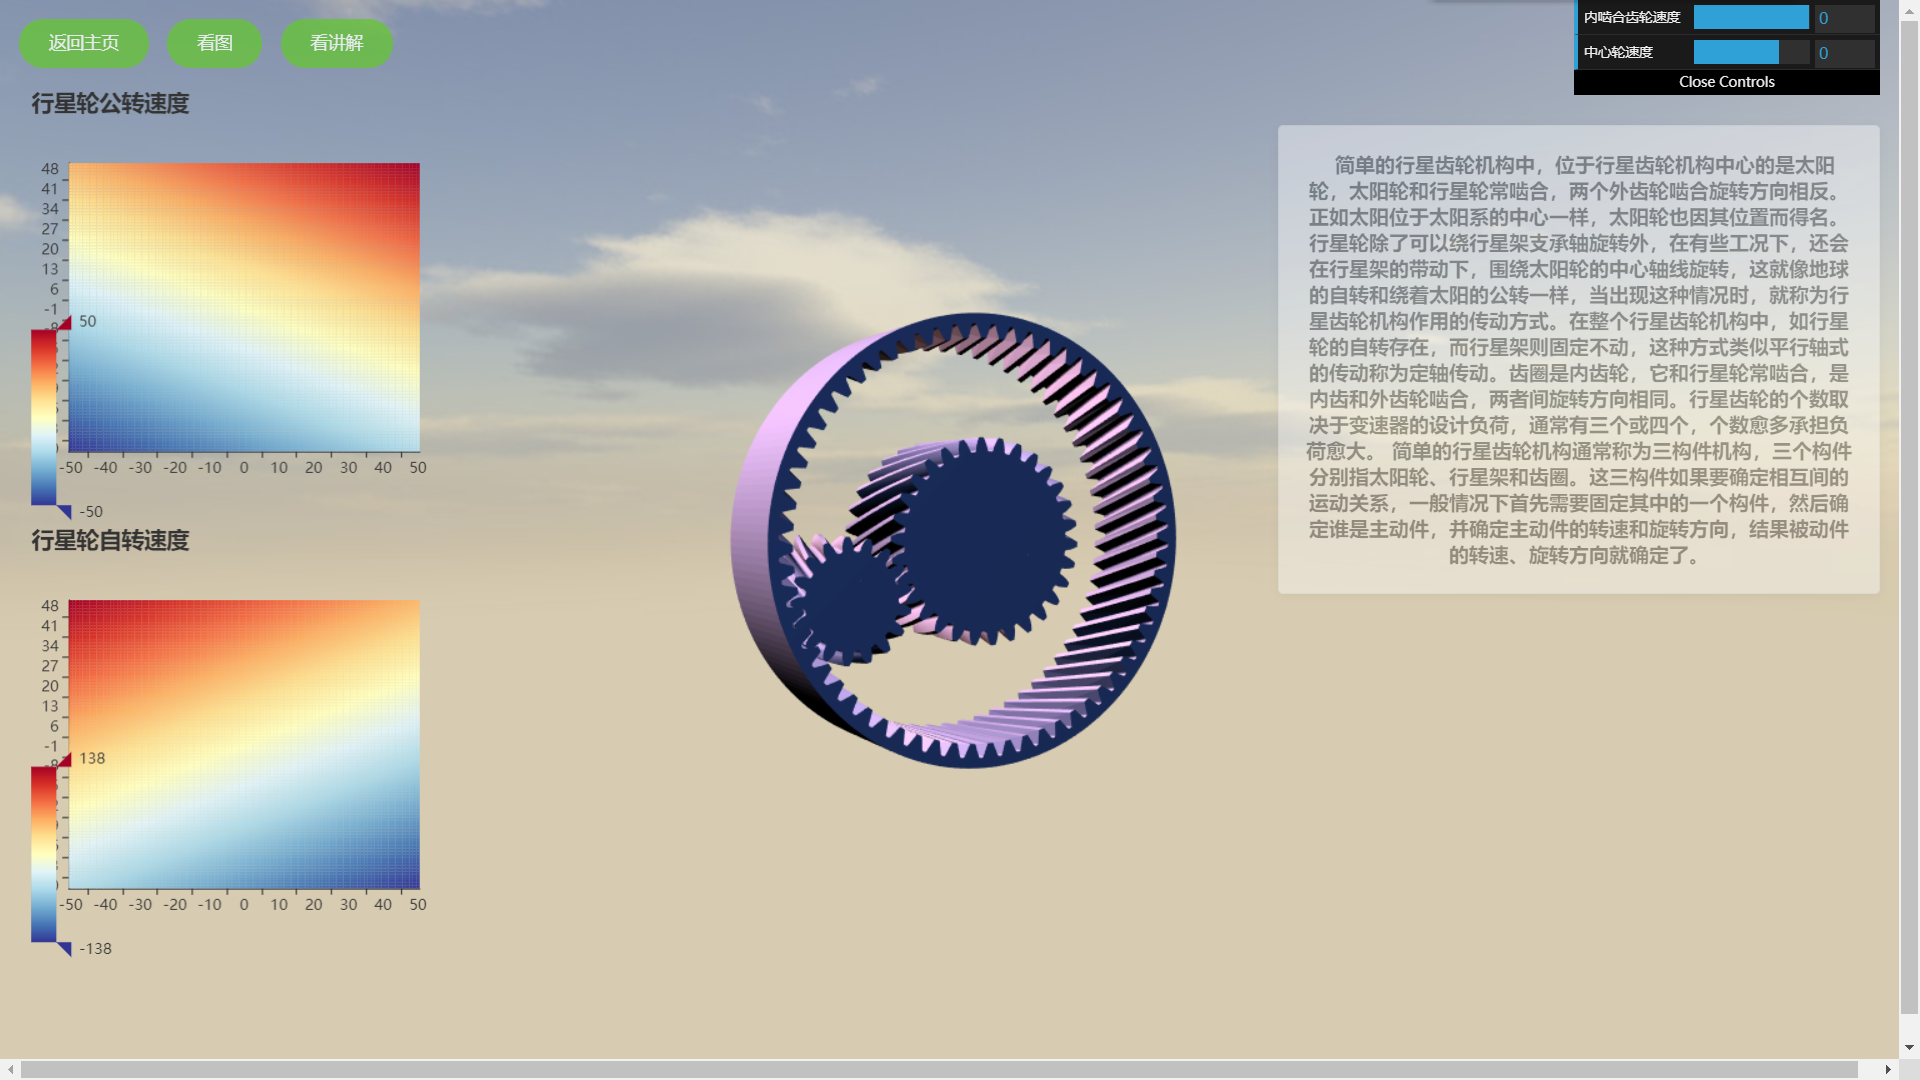 返回主页
看图
看讲解
内啮合齿轮速度 0
中心轮速度 0
Close Controls
行星轮公转速度
48
41
34
27
20
13
6
-1
-8
50
-50
-50 -40 -30 -20 -10 0 10 20 30 40 50
行星轮自转速度
48
41
34
27
20
13
6
-1
-8
138
-138
-50 -40 -30 -20 -10 0 10 20 30 40 50
简单的行星齿轮机构中，位于行星齿轮机构中心的是太阳
轮，太阳轮和行星轮常啮合，两个外齿轮啮合旋转方向相反。
正如太阳位于太阳系的中心一样，太阳轮也因其位置而得名。
行星轮除了可以绕行星架支承轴旋转外，在有些工况下，还会
在行星架的带动下，围绕太阳轮的中心轴线旋转，这就像地球
的自转和绕着太阳的公转一样，当出现这种情况时，就称为行
星齿轮机构作用的传动方式。在整个行星齿轮机构中，如行星
轮的自转存在，而行星架则固定不动，这种方式类似平行轴式
的传动称为定轴传动。齿圈是内齿轮，它和行星轮常啮合，是
内齿和外齿轮啮合，两者间旋转方向相同。行星齿轮的个数取
决于变速器的设计负荷，通常有三个或四个，个数愈多承担负
荷愈大。 简单的行星齿轮机构通常称为三构件机构，三个构件
分别指太阳轮、行星架和齿圈。这三构件如果要确定相互间的
运动关系，一般情况下首先需要固定其中的一个构件，然后确
定谁是主动件，并确定主动件的转速和旋转方向，结果被动件
的转速、旋转方向就确定了。